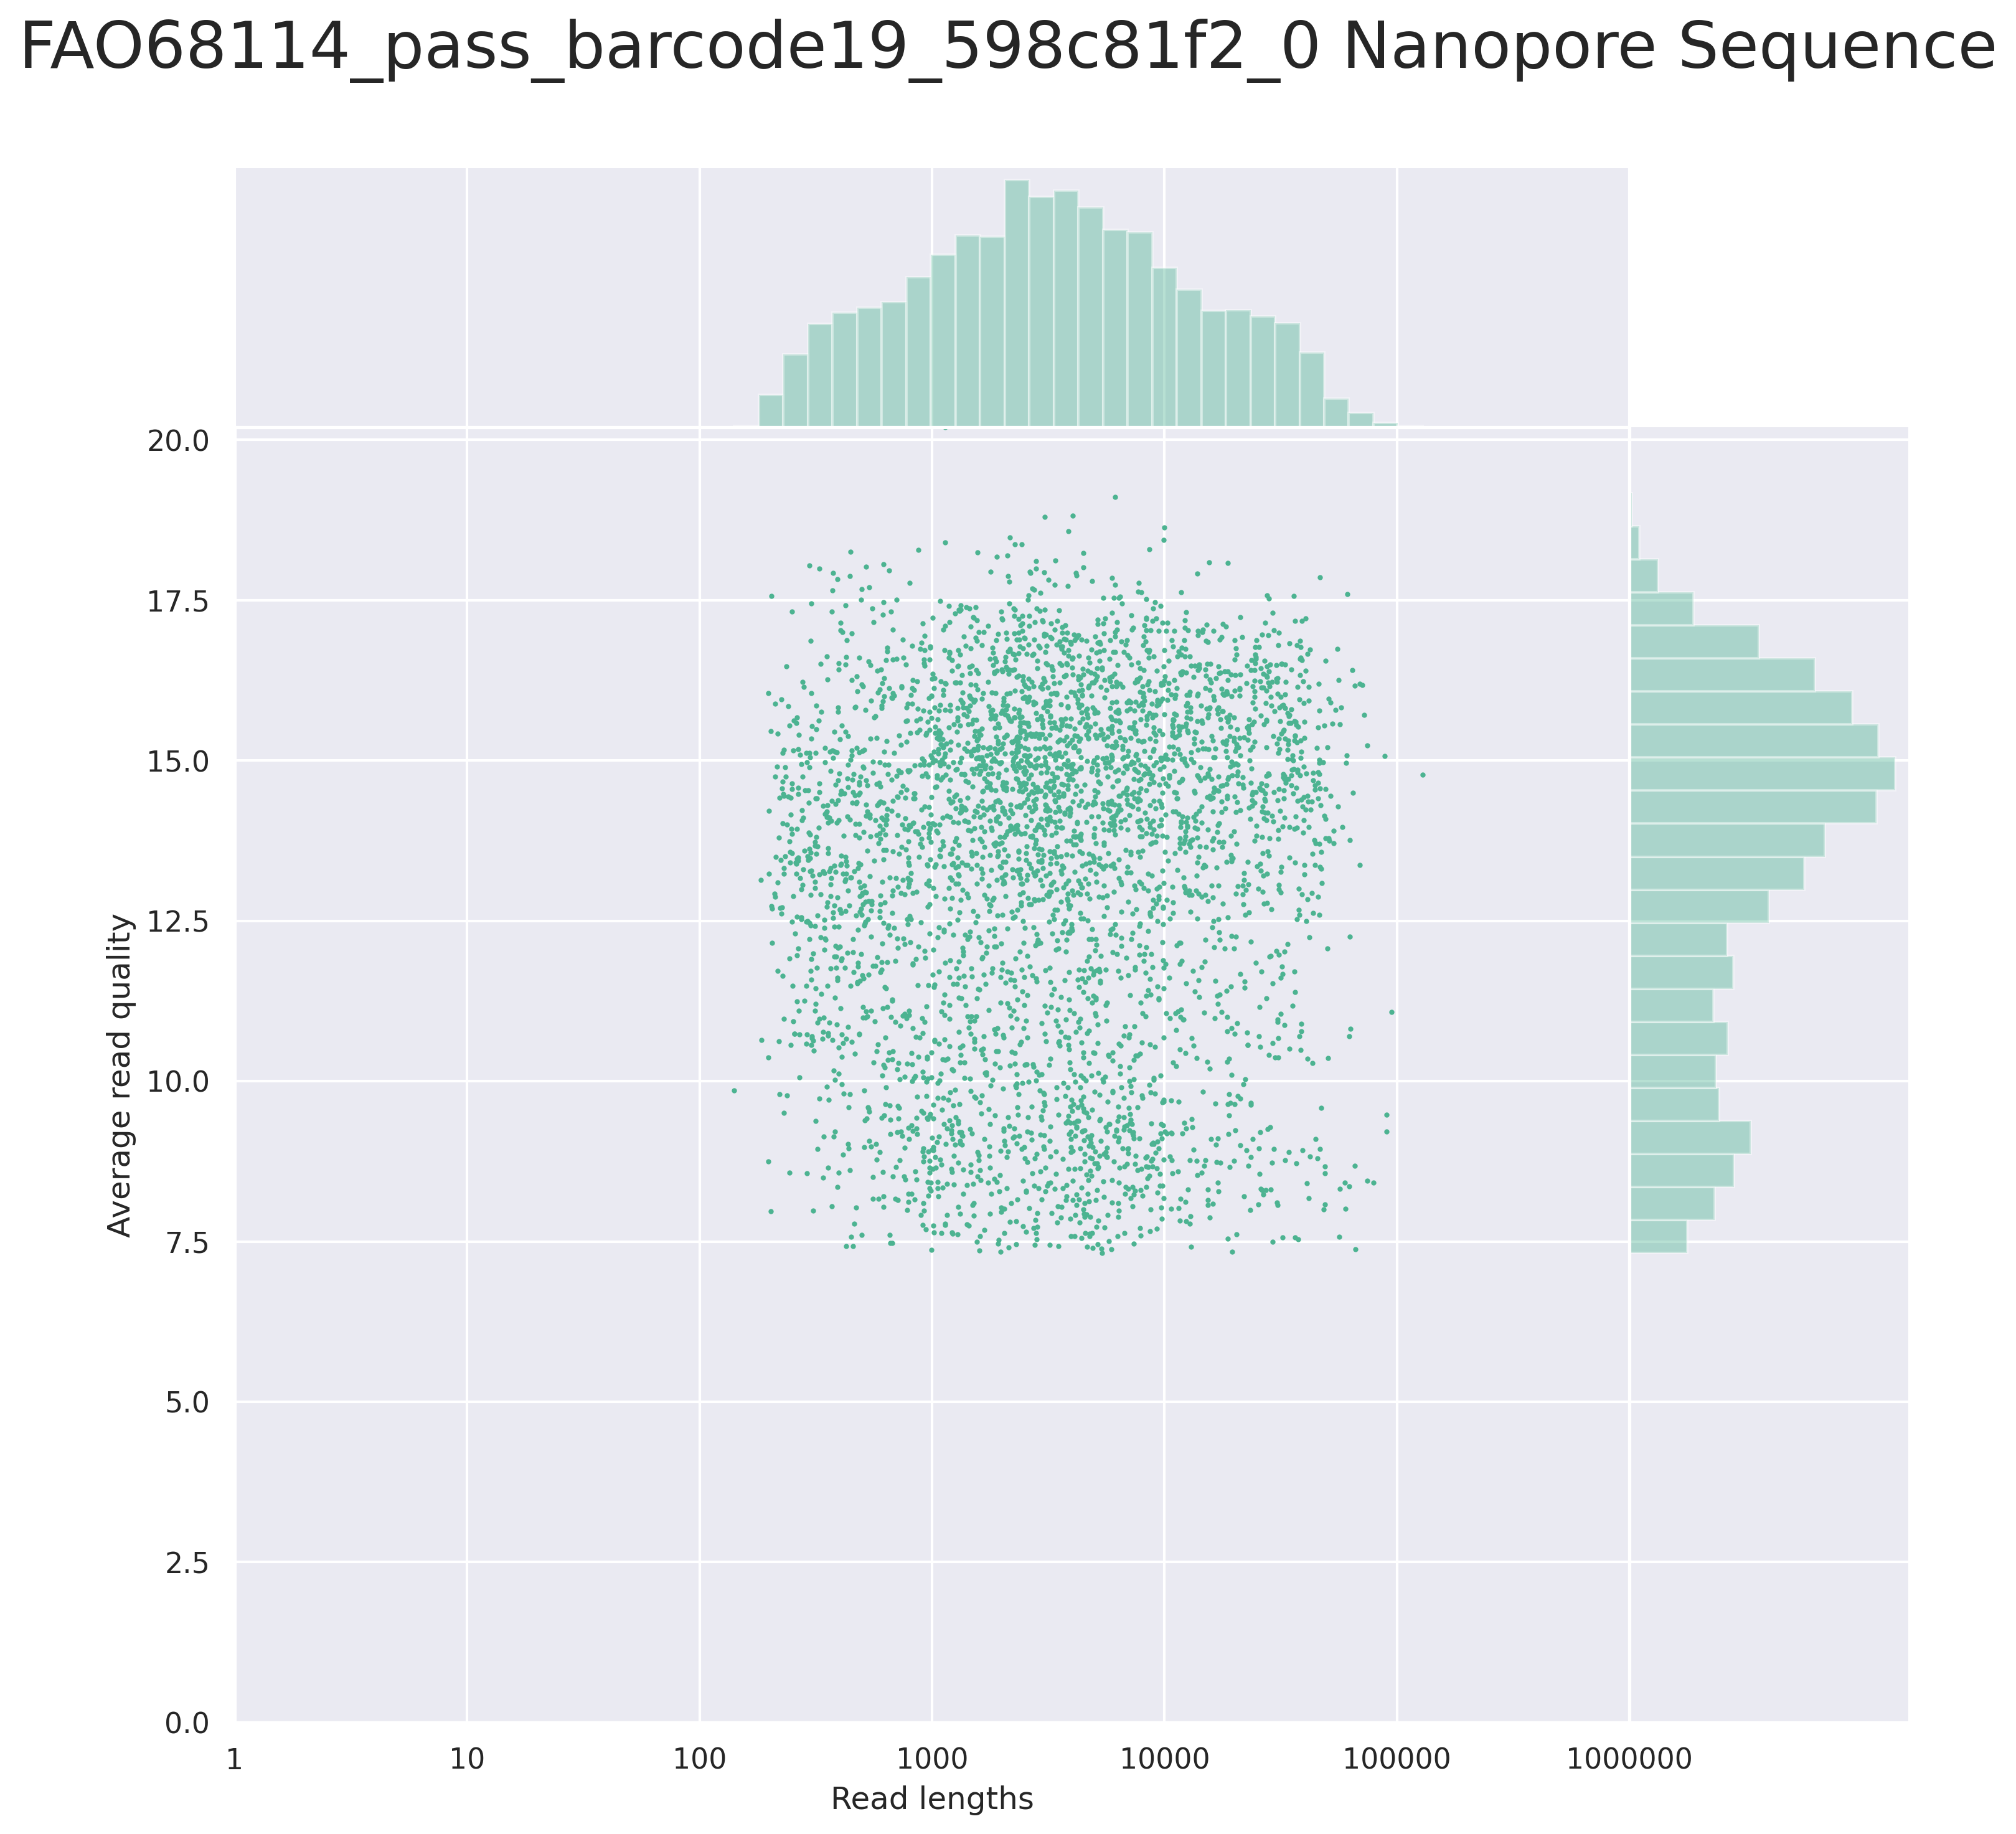 FAO68114_pass_barcode19_598c81f2_0 Nanopore Sequence
20.0
17.5
15.0
12.5
10.0
7.5
5.0
2.5
0.0
Average read quality
1 10 100 1000 10000 100000 1000000
Read lengths